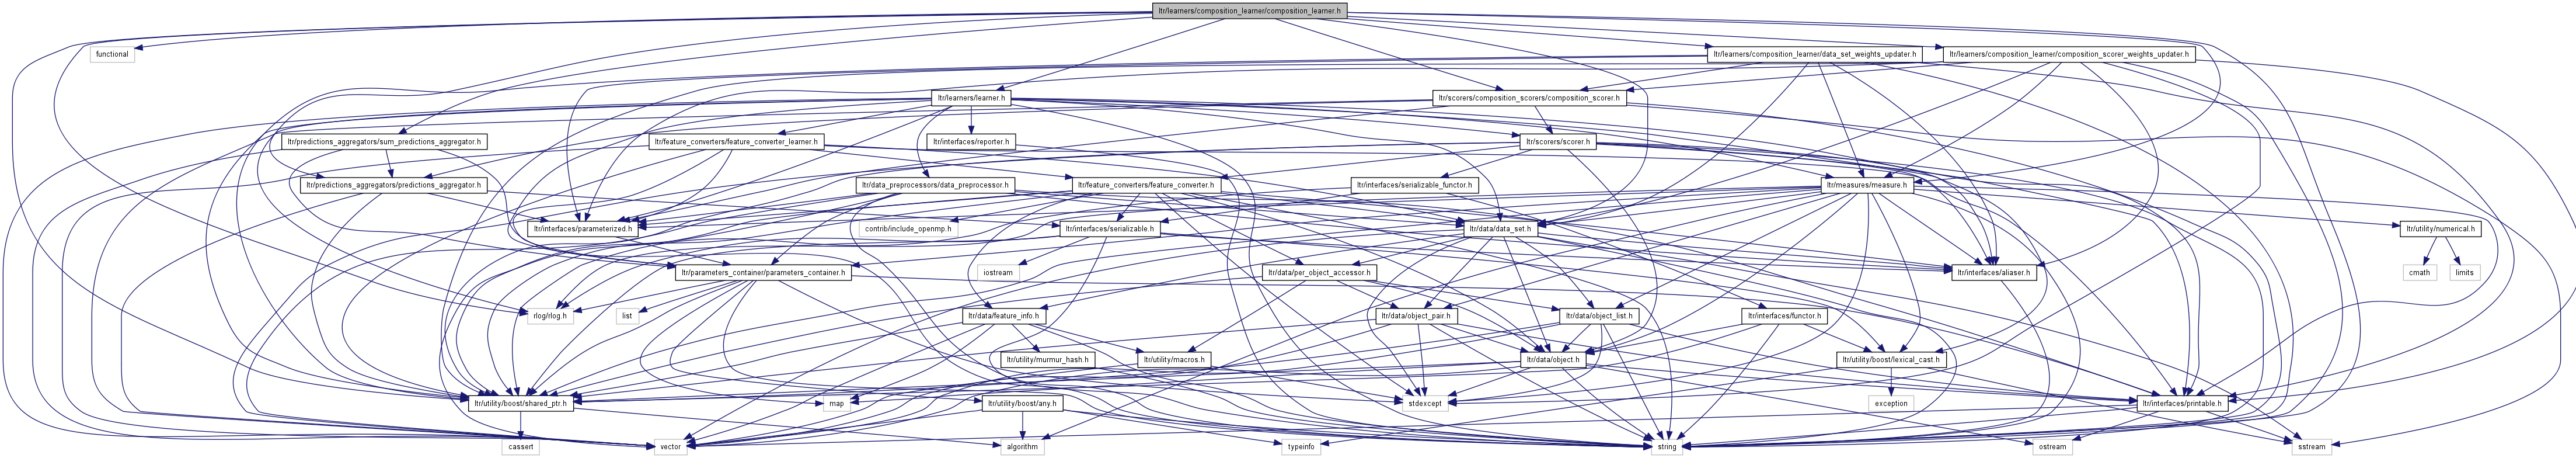 ltr/learners/composition_learner/composition_learner.h
functional
ltr/learners/composition_learner/data_set_weights_updater.h
ltr/learners/composition_learner/composition_scorer_weights_updater.h
ltr/learners/learner.h
ltr/scorers/composition_scorers/composition_scorer.h
ltr/predictions_aggregators/sum_predictions_aggregator.h
ltr/feature_converters/feature_converter_learner.h
ltr/interfaces/reporter.h
ltr/scorers/scorer.h
ltr/predictions_aggregators/predictions_aggregator.h
ltr/data_preprocessors/data_preprocessor.h
ltr/feature_converters/feature_converter.h
ltr/interfaces/serializable_functor.h
ltr/measures/measure.h
ltr/interfaces/parameterized.h
contrib/include_openmp.h
ltr/interfaces/serializable.h
ltr/data/data_set.h
ltr/utility/numerical.h
ltr/parameters_container/parameters_container.h
iostream
ltr/data/per_object_accessor.h
ltr/interfaces/aliaser.h
cmath
limits
rlog/rlog.h
list
ltr/data/feature_info.h
ltr/data/object_pair.h
ltr/data/object_list.h
ltr/interfaces/functor.h
ltr/utility/murmur_hash.h
ltr/utility/macros.h
ltr/data/object.h
ltr/utility/boost/lexical_cast.h
ltr/utility/boost/shared_ptr.h
map
ltr/utility/boost/any.h
stdexcept
exception
ltr/interfaces/printable.h
cassert
vector
algorithm
typeinfo
string
ostream
sstream